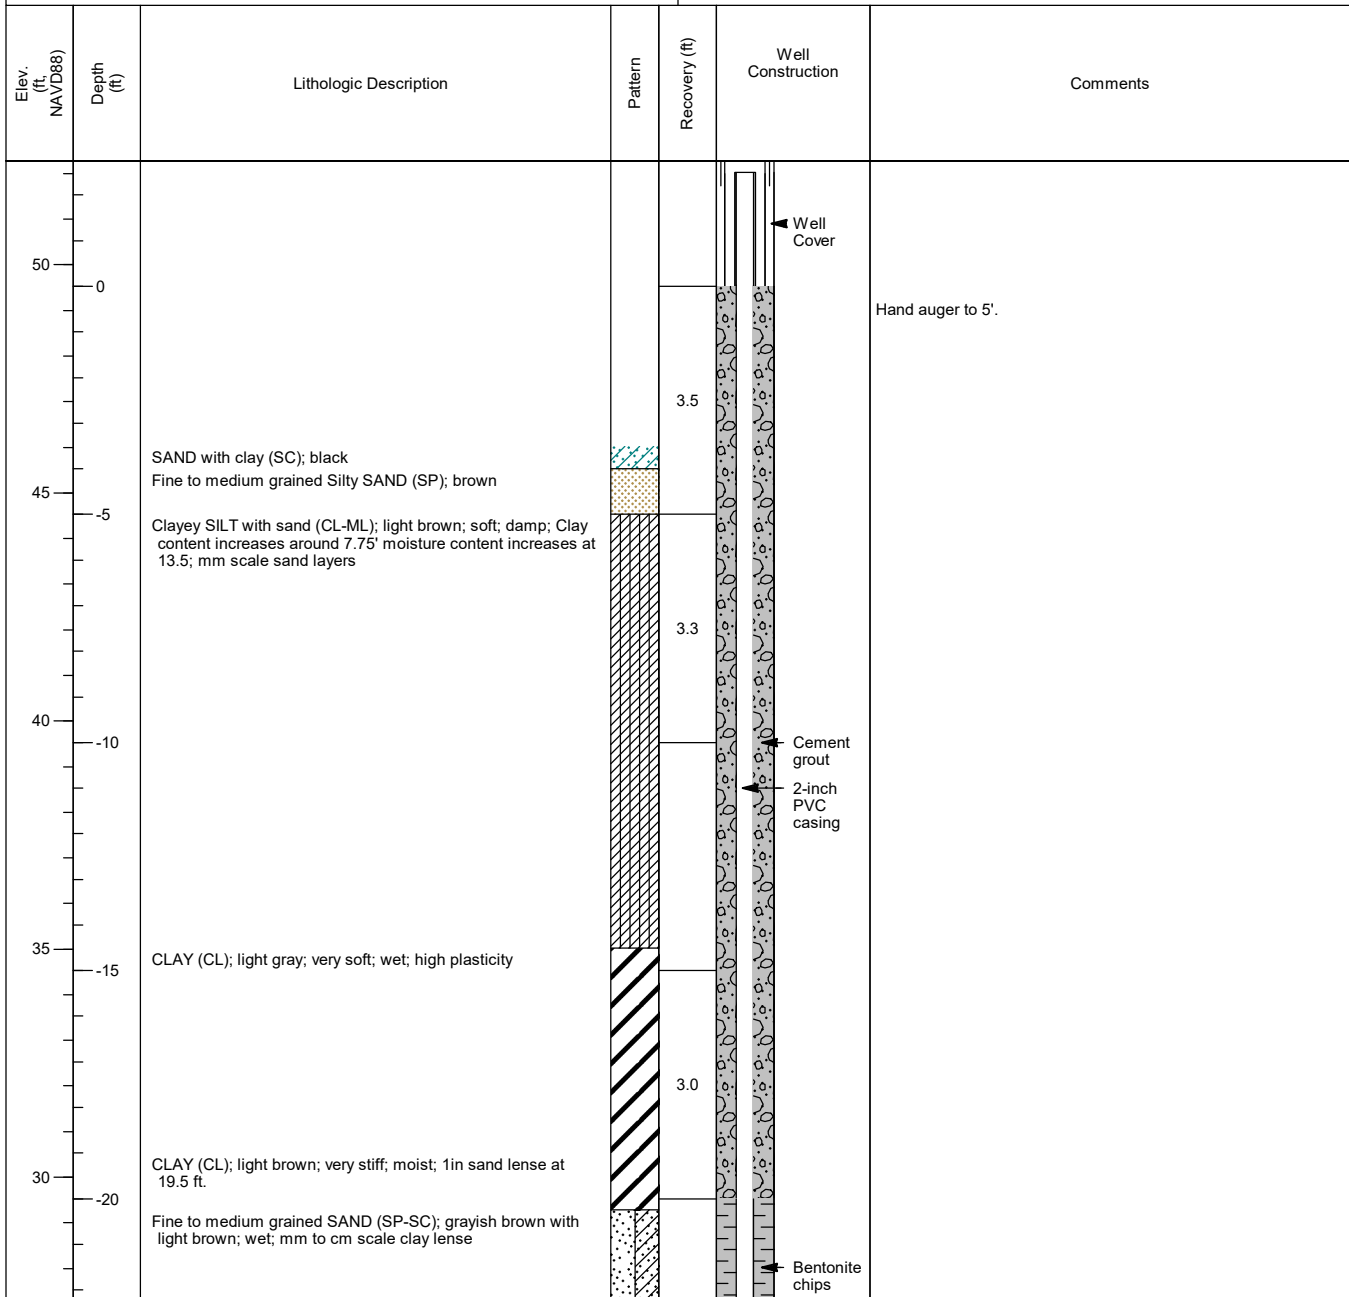 Elev.
(ft,
NAVD88)
Depth
(ft)
Lithologic Description
Pattern
Recovery (ft)
Well
Construction
Comments
Well
Cover
50
0
Hand auger to 5'.
3.5
SAND with clay (SC); black
Fine to medium grained Silty SAND (SP); brown
45
-5
Clayey SILT with sand (CL-ML); light brown; soft; damp; Clay
content increases around 7.75' moisture content increases at
13.5; mm scale sand layers
3.3
40
-10
Cement
grout
2-inch
PVC
casing
35
CLAY (CL); light gray; very soft; wet; high plasticity
-15
3.0
CLAY (CL); light brown; very stiff; moist; 1in sand lense at
19.5 ft.
30
-20
Fine to medium grained SAND (SP-SC); grayish brown with
light brown; wet; mm to cm scale clay lense
Bentonite
chips